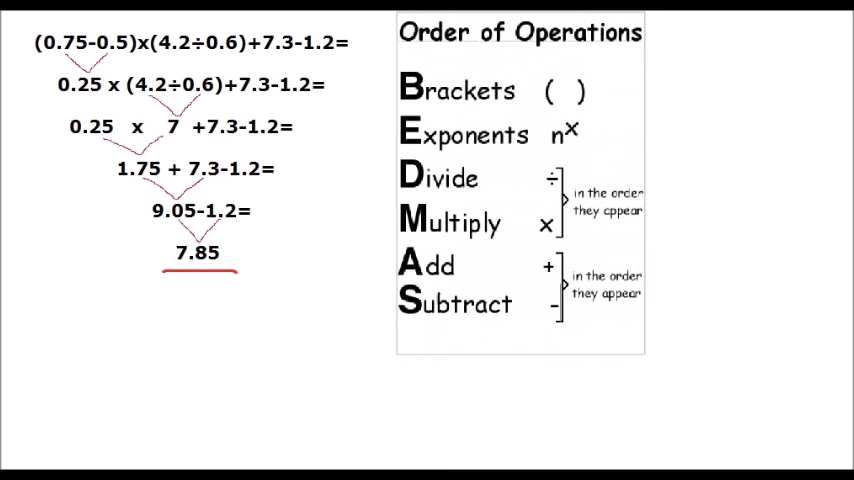 (0.75-0.5)x(4.2÷0.6)+7.3-1.2=
0.25 x (4.2÷0.6)+7.3-1.2=
0.25 x 7 +7.3-1.2=
1.75 + 7.3-1.2=
9.05-1.2=
7.85
Order of Operations
Brackets ( )
Exponents nˣ
Divide ÷
in the order
they appear
Multiply x
Add +
in the order
they appear
Subtract -